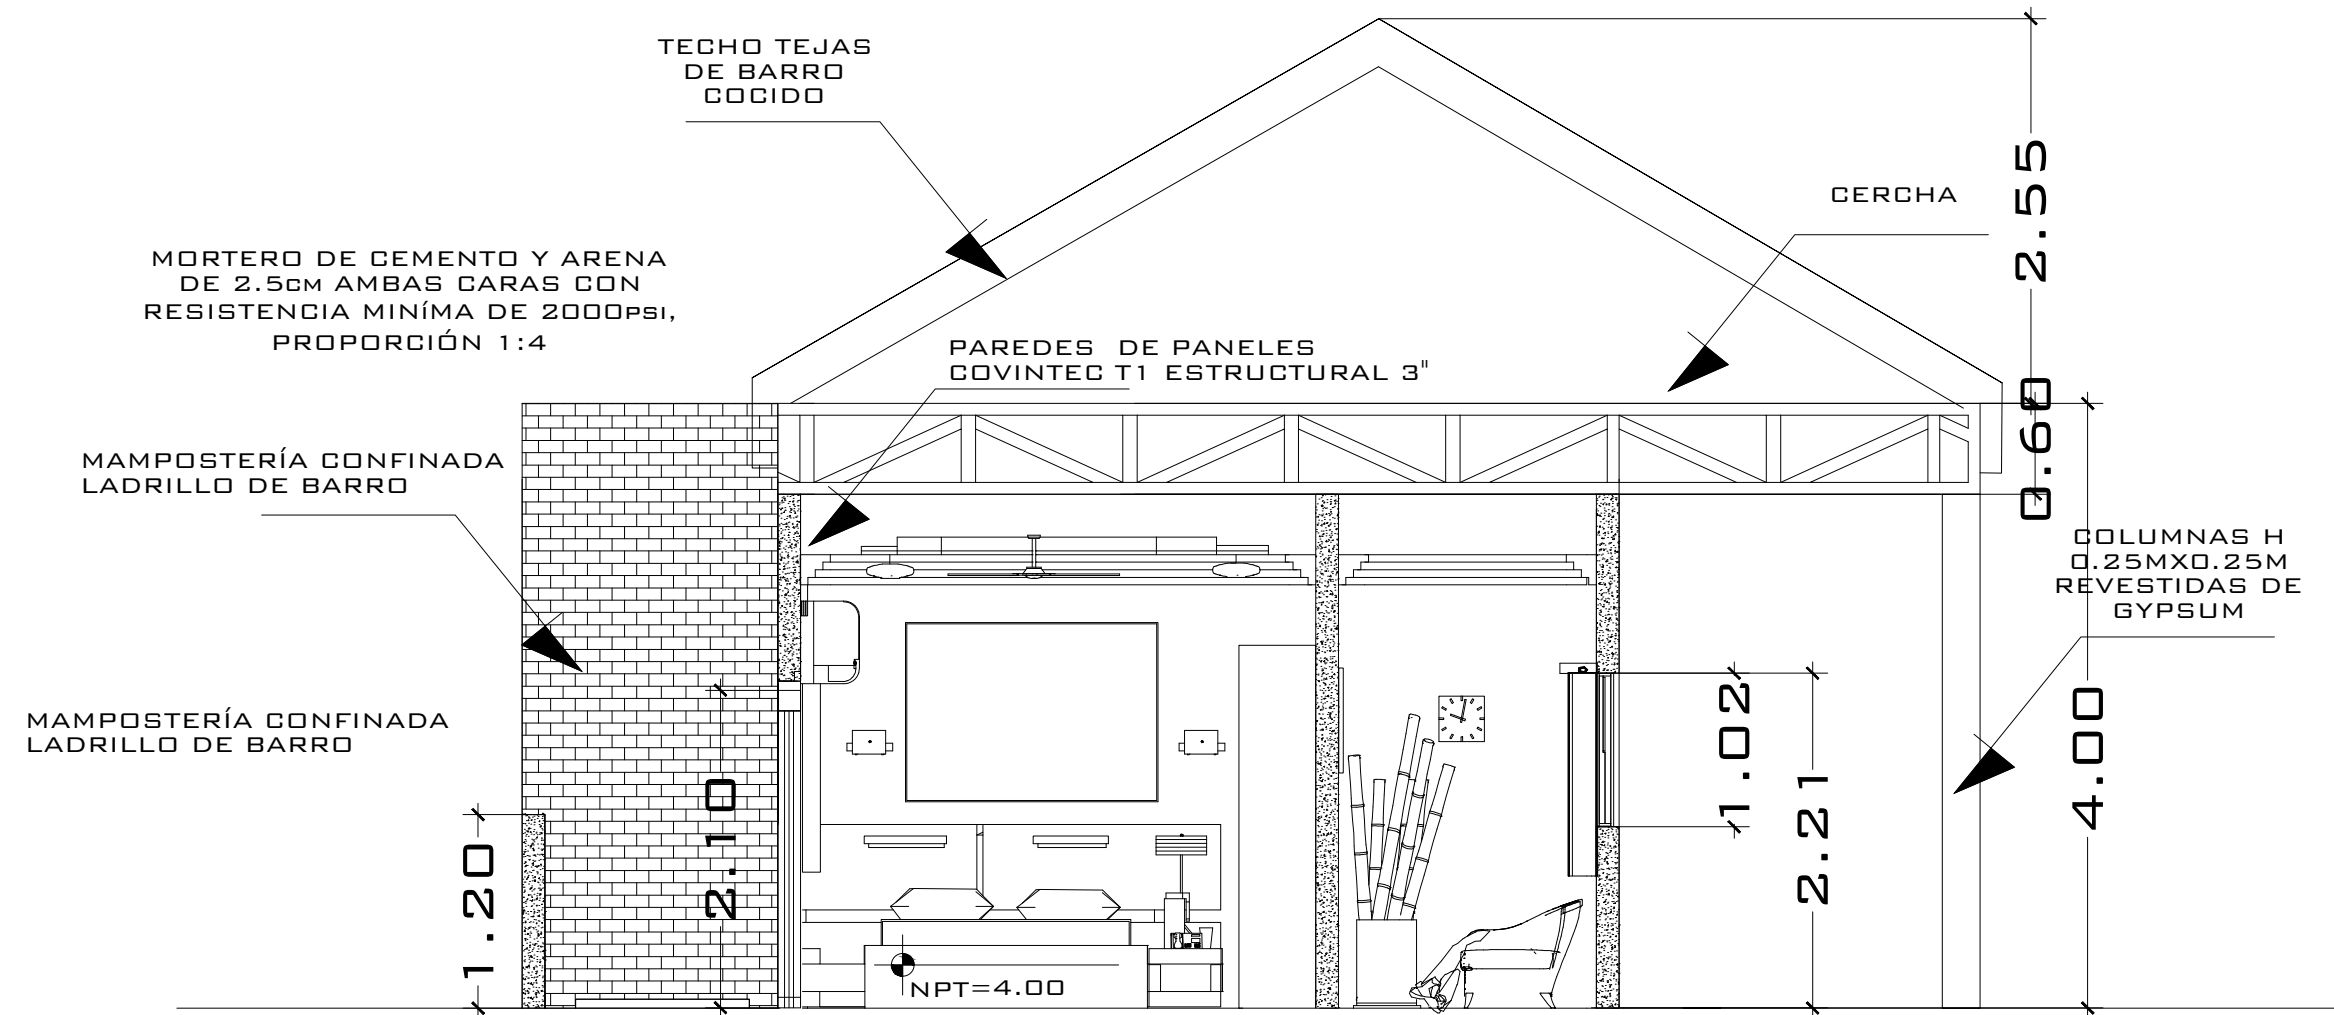 TECHO TEJAS
DE BARRO
COCIDO
2.55
CERCHA
MORTERO DE CEMENTO Y ARENA
DE 2.5CM AMBAS CARAS CON
RESISTENCIA MINíMA DE 2000PSI,
PROPORCIÓN 1:4
PAREDES DE PANELES
COVINTEC T1 ESTRUCTURAL 3"
0.60
MAMPOSTERÍA CONFINADA
LADRILLO DE BARRO
COLUMNAS H
0.25MX0.25M
REVESTIDAS DE
GYPSUM
MAMPOSTERÍA CONFINADA
LADRILLO DE BARRO
1.20
2.10
1.02
2.21
4.00
NPT=4.00